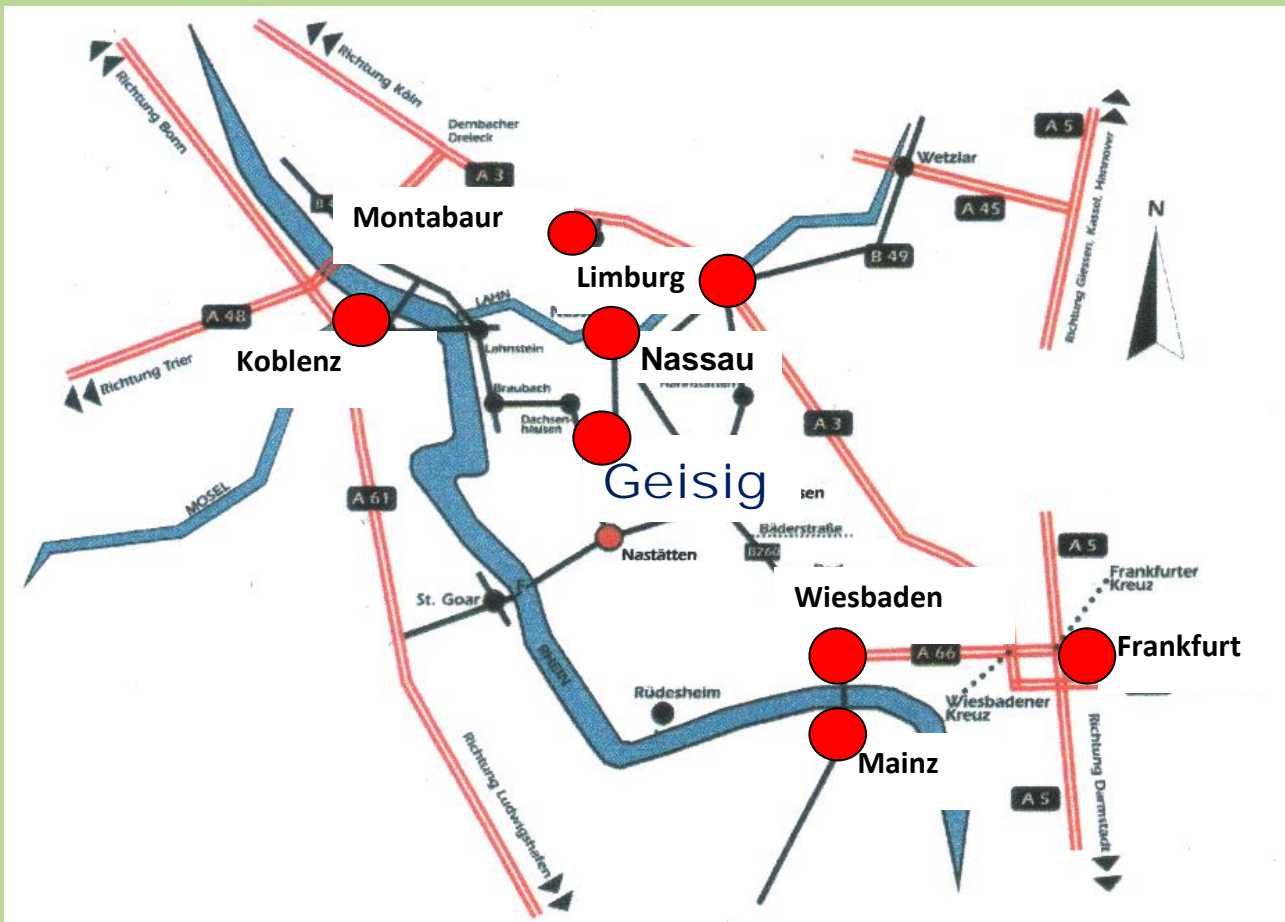 Richtung Köln
Richtung Bonn
Dernbacher
Dreieck
A 3
A 5
Wetzlar
A 45
Richtung Giessen, Kassel, Hannover
N
Montabaur
B 49
Limburg
LAHN
A 48
Richtung Trier
Koblenz
Lahnstein
Nassau
Braubach
Dachsen-
hausen
A 3
Geisig
MOSEL
A 61
Bäderstraße
B260
Nastätten
A 5
Frankfurter
Kreuz
St. Goar
Wiesbaden
A 66
Frankfurt
RHEIN
Rüdesheim
Wiesbadener
Kreuz
Mainz
Richtung Ludwigshafen
A 5
Richtung Darmstadt